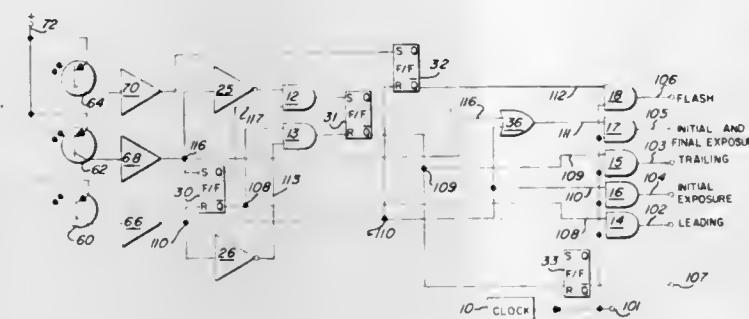 72
64
70
25
117
12
13
S Q
F/F
R Q̅
31
S Q
F/F
R Q̅
32
112
18
106
FLASH
116
36
111
17
105
INITIAL AND
FINAL EXPOSURE
109
15
103
TRAILING
110
16
104
INITIAL
EXPOSURE
108
14
102
LEADING
62
68
116
30
S Q
F/F
R Q̅
108
113
109
110
60
66
110
26
33
S Q
F/F
R Q̅
107
10
CLOCK
101